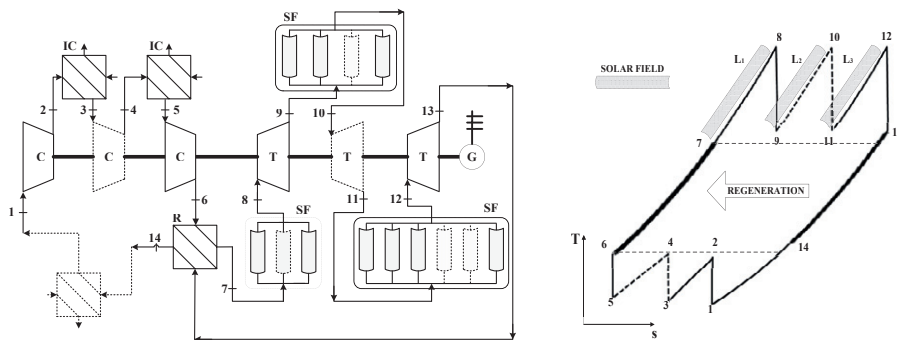 SF
IC
IC
2
3
4
5
9
10
13
C
C
C
T
T
T
G
1
6
8
11
12
R
SF
SF
14
7
8
10
12
SOLAR FIELD
L1
L2
L3
7
9
11
1
REGENERATION
T
6
4
2
14
5
3
1
s